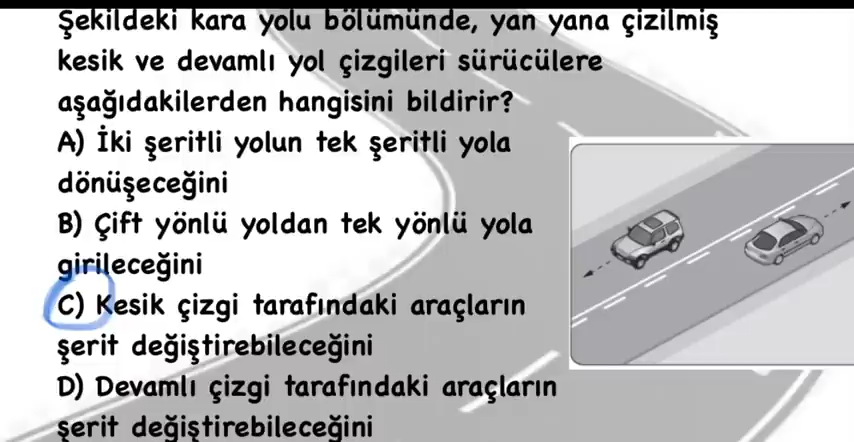 Şekildeki kara yolu bölümünde, yan yana çizilmiş
kesik ve devamlı yol çizgileri sürücülere
aşağıdakilerden hangisini bildirir?
A) İki şeritli yolun tek şeritli yola
dönüşeceğini
B) Çift yönlü yoldan tek yönlü yola
girileceğini
C) Kesik çizgi tarafındaki araçların
şerit değiştirebileceğini
D) Devamlı çizgi tarafındaki araçların
şerit değiştirebileceğini